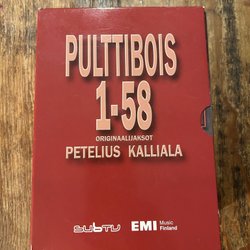 PULTTIBOIS
1-58
ORIGINAALIJAKSOT
PETELIUS KALLIALA
SUBTV
EMI Music
Finland